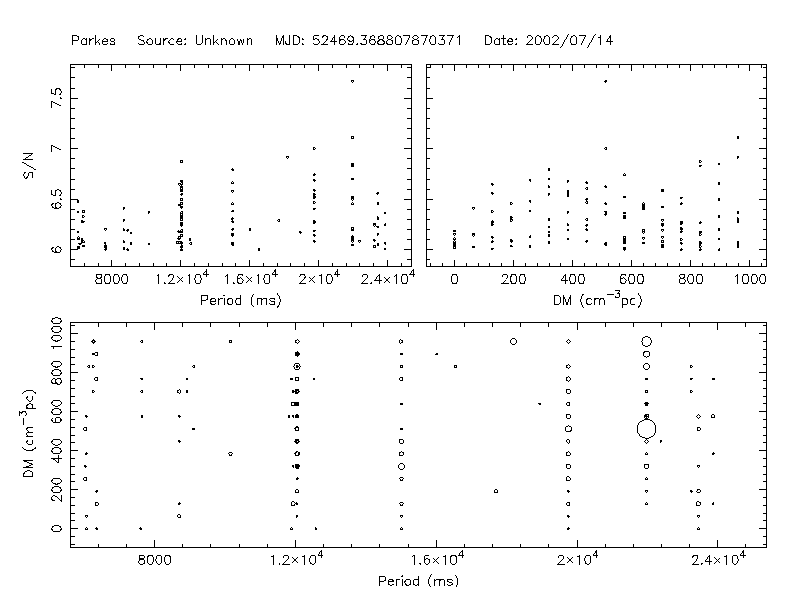 Parkes Source: Unknown MJD: 52469.368807870371 Date: 2002/07/14
S/N
7.5
7
6.5
6
8000 1.2×10⁴ 1.6×10⁴ 2×10⁴ 2.4×10⁴
Period (ms)
0 200 400 600 800 1000
DM (cm⁻³pc)
DM (cm⁻³pc)
1000
800
600
400
200
0
8000 1.2×10⁴ 1.6×10⁴ 2×10⁴ 2.4×10⁴
Period (ms)